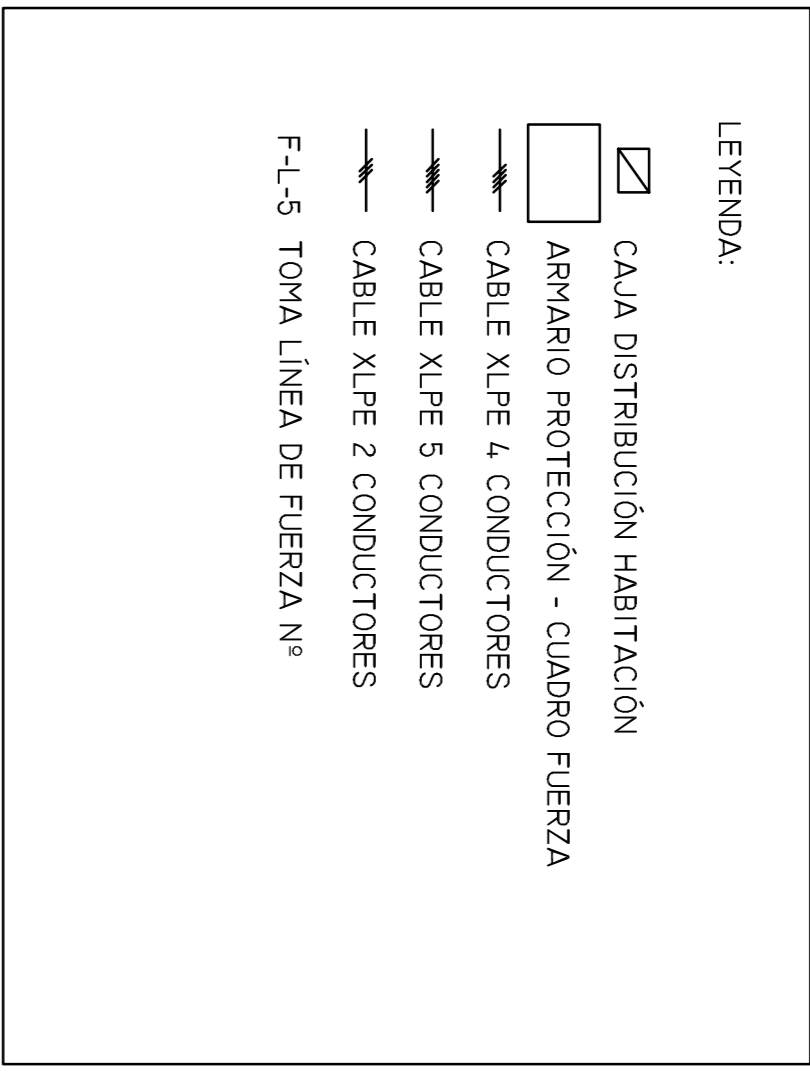 LEYENDA:
CAJA DISTRIBUCIÓN HABITACIÓN
ARMARIO PROTECCIÓN - CUADRO FUERZA
CABLE XLPE 4 CONDUCTORES
CABLE XLPE 5 CONDUCTORES
CABLE XLPE 2 CONDUCTORES
F-L-5 TOMA LÍNEA DE FUERZA Nº